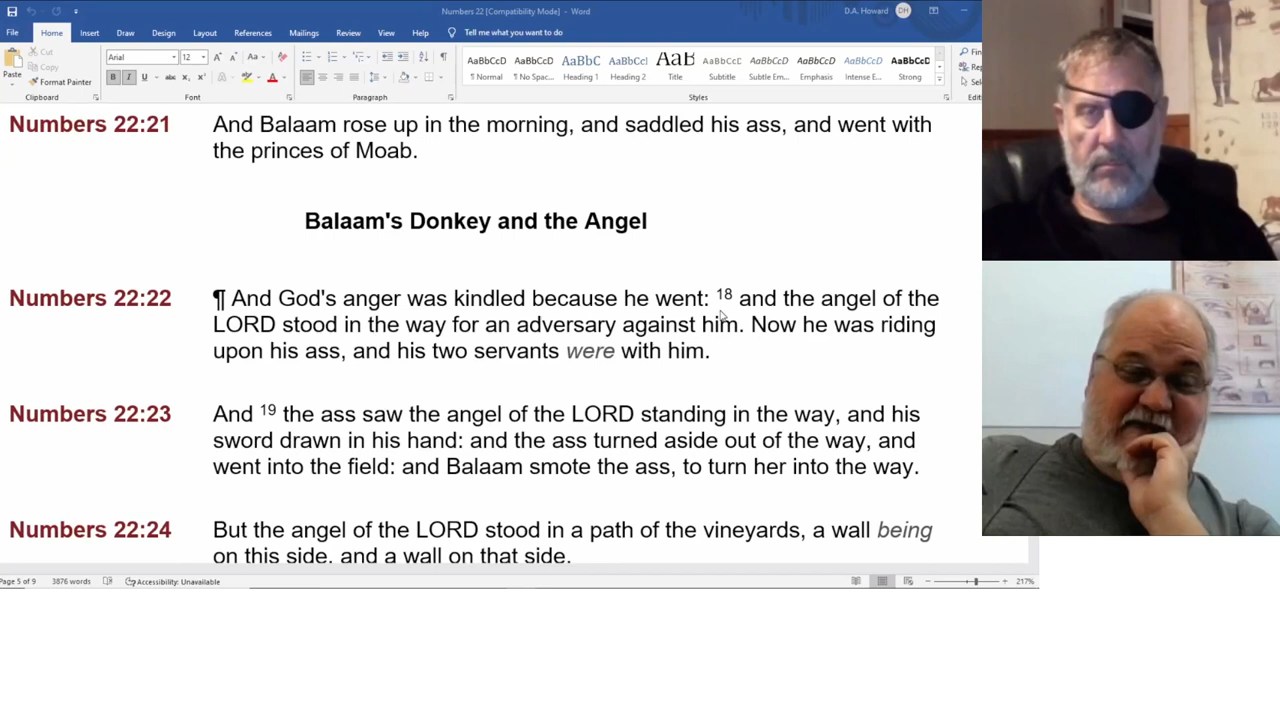 Numbers 22 [Compatibility Mode] - Word
D.A. Howard DH
File Home Insert Draw Design Layout References Mailings Review View Help Tell me what you want to do
Cut
Copy
Paste
Format Painter
Arial 12
B I U
AaBbCcD AaBbCcD AaBbC AaBbCcI AaB AaBbCcD AaBbCcD AaBbCcD AaBbCcD AaBbCcD
¶ Normal ¶ No Spac... Heading 1 Heading 2 Title Subtitle Subtle Em... Emphasis Intense E... Strong
Clipboard Font Paragraph Styles
Numbers 22:21 And Balaam rose up in the morning, and saddled his ass, and went with
the princes of Moab.
Balaam's Donkey and the Angel
Numbers 22:22 ¶ And God's anger was kindled because he went: 18 and the angel of the
LORD stood in the way for an adversary against him. Now he was riding
upon his ass, and his two servants were with him.
Numbers 22:23 And 19 the ass saw the angel of the LORD standing in the way, and his
sword drawn in his hand: and the ass turned aside out of the way, and
went into the field: and Balaam smote the ass, to turn her into the way.
Numbers 22:24 But the angel of the LORD stood in a path of the vineyards, a wall being
on this side, and a wall on that side.
Page 5 of 9 3876 words Accessibility: Unavailable 217%